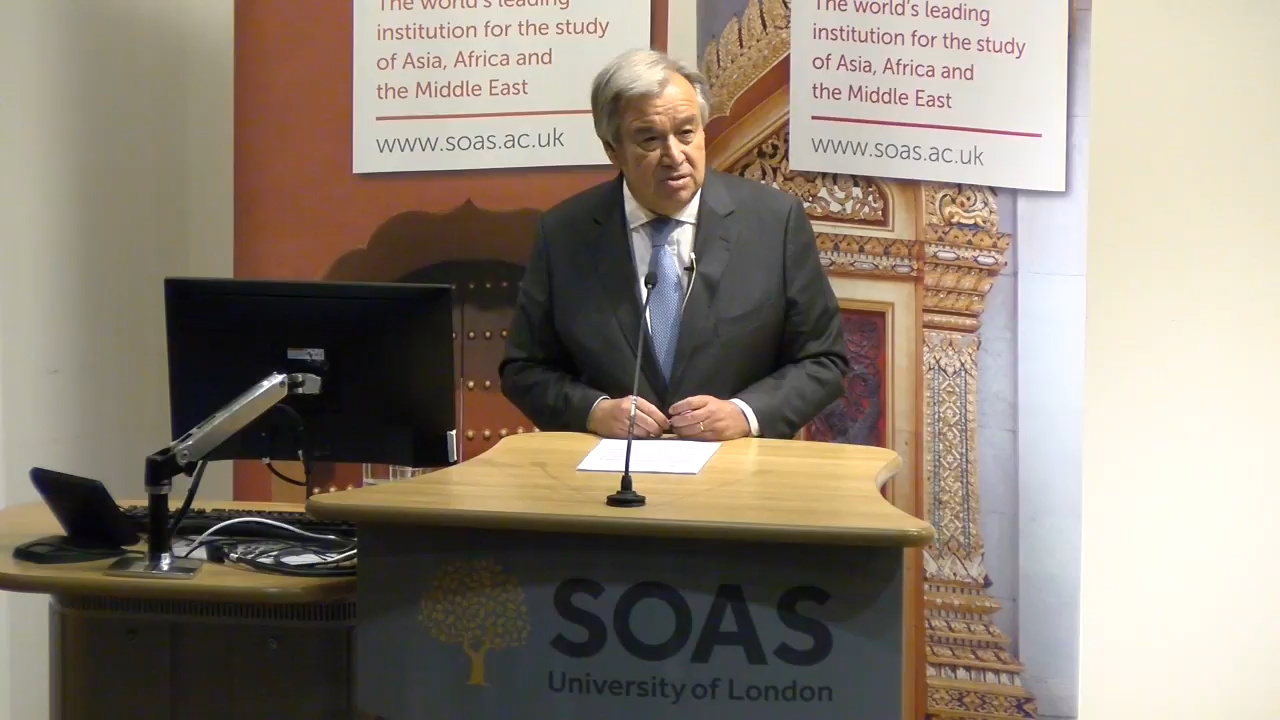 The world's leading
institution for the study
of Asia, Africa and
the Middle East
www.soas.ac.uk
The world's leading
institution for the study
of Asia, Africa and
the Middle East
www.soas.ac.uk
SOAS
University of London